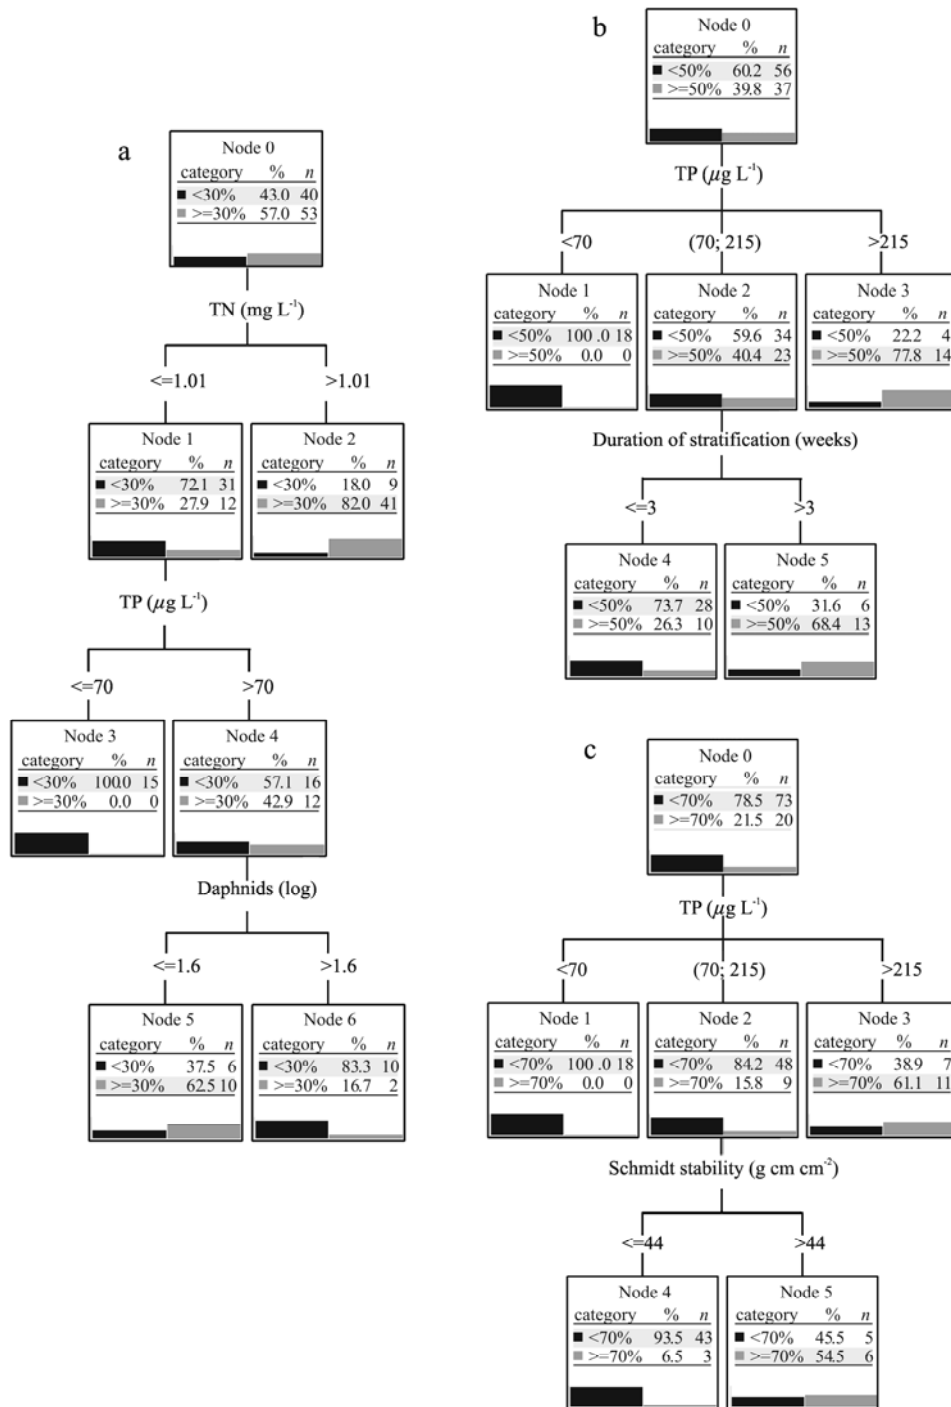 a
Node 0
category % n
<30% 43.0 40
>=30% 57.0 53
TN (mg L-1)
<=1.01 >1.01
Node 1
category % n
<30% 72.1 31
>=30% 27.9 12
Node 2
category % n
<30% 18.0 9
>=30% 82.0 41
TP (µg L-1)
<=70 >70
Node 3
category % n
<30% 100.0 15
>=30% 0.0 0
Node 4
category % n
<30% 57.1 16
>=30% 42.9 12
Daphnids (log)
<=1.6 >1.6
Node 5
category % n
<30% 37.5 6
>=30% 62.5 10
Node 6
category % n
<30% 83.3 10
>=30% 16.7 2
b
Node 0
category % n
<50% 60.2 56
>=50% 39.8 37
TP (µg L-1)
<70 (70; 215) >215
Node 1
category % n
<50% 100 .0 18
>=50% 0.0 0
Node 2
category % n
<50% 59.6 34
>=50% 40.4 23
Node 3
category % n
<50% 22.2 4
>=50% 77.8 14
Duration of stratification (weeks)
<=3 >3
Node 4
category % n
<50% 73.7 28
>=50% 26.3 10
Node 5
category % n
<50% 31.6 6
>=50% 68.4 13
c
Node 0
category % n
<70% 78.5 73
>=70% 21.5 20
TP (µg L-1)
<70 (70; 215) >215
Node 1
category % n
<70% 100 .0 18
>=70% 0.0 0
Node 2
category % n
<70% 84.2 48
>=70% 15.8 9
Node 3
category % n
<70% 38.9 7
>=70% 61.1 11
Schmidt stability (g cm cm-2)
<=44 >44
Node 4
category % n
<70% 93.5 43
>=70% 6.5 3
Node 5
category % n
<70% 45.5 5
>=70% 54.5 6